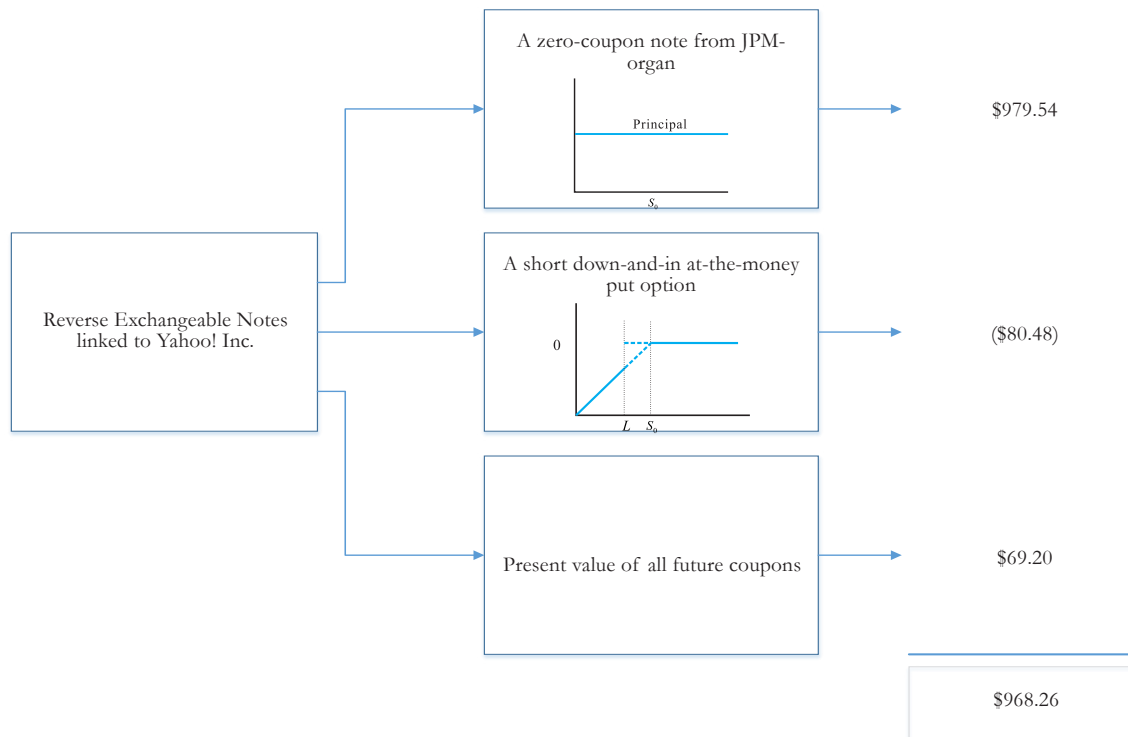 A zero-coupon note from JPM-
organ
Principal
S₀
$979.54
Reverse Exchangeable Notes
linked to Yahoo! Inc.
A short down-and-in at-the-money
put option
0
L S₀
($80.48)
Present value of all future coupons
$69.20
$968.26